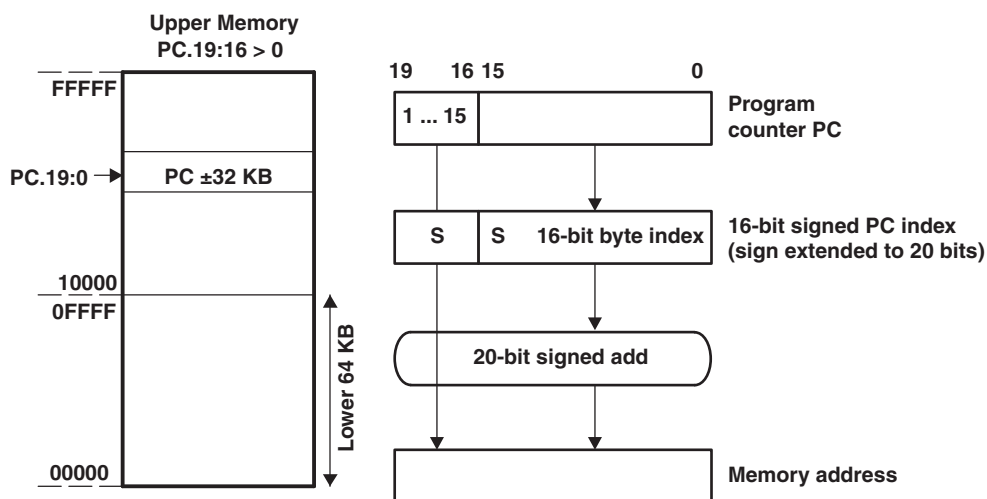 Upper Memory
PC.19:16 > 0
FFFFF
PC.19:0
PC ±32 KB
10000
0FFFF
Lower 64 KB
00000
19 16 15 0
1 ... 15
Program
counter PC
S S 16-bit byte index
16-bit signed PC index
(sign extended to 20 bits)
20-bit signed add
Memory address